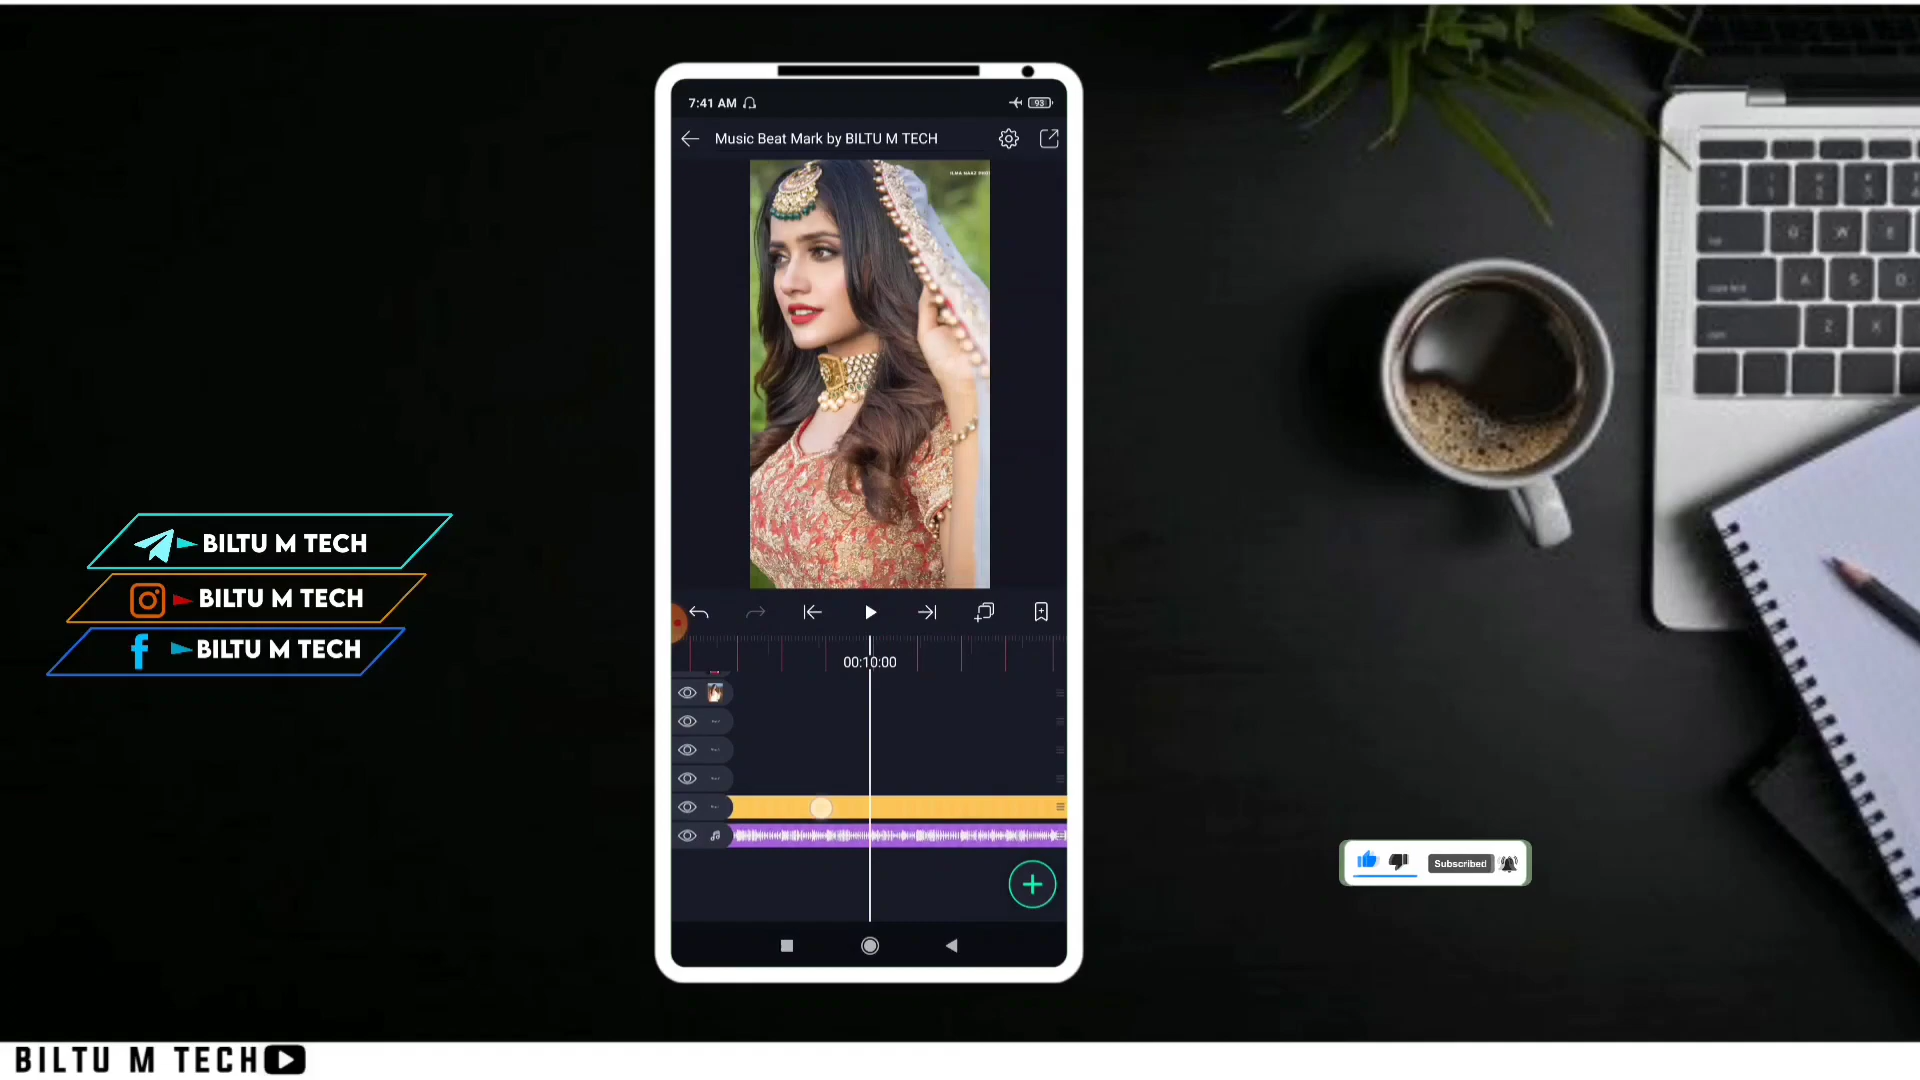 7:41 AM
93
Music Beat Mark by BILTU M TECH
00:10:00
BILTU M TECH
BILTU M TECH
BILTU M TECH
Subscribed
BILTU M TECH